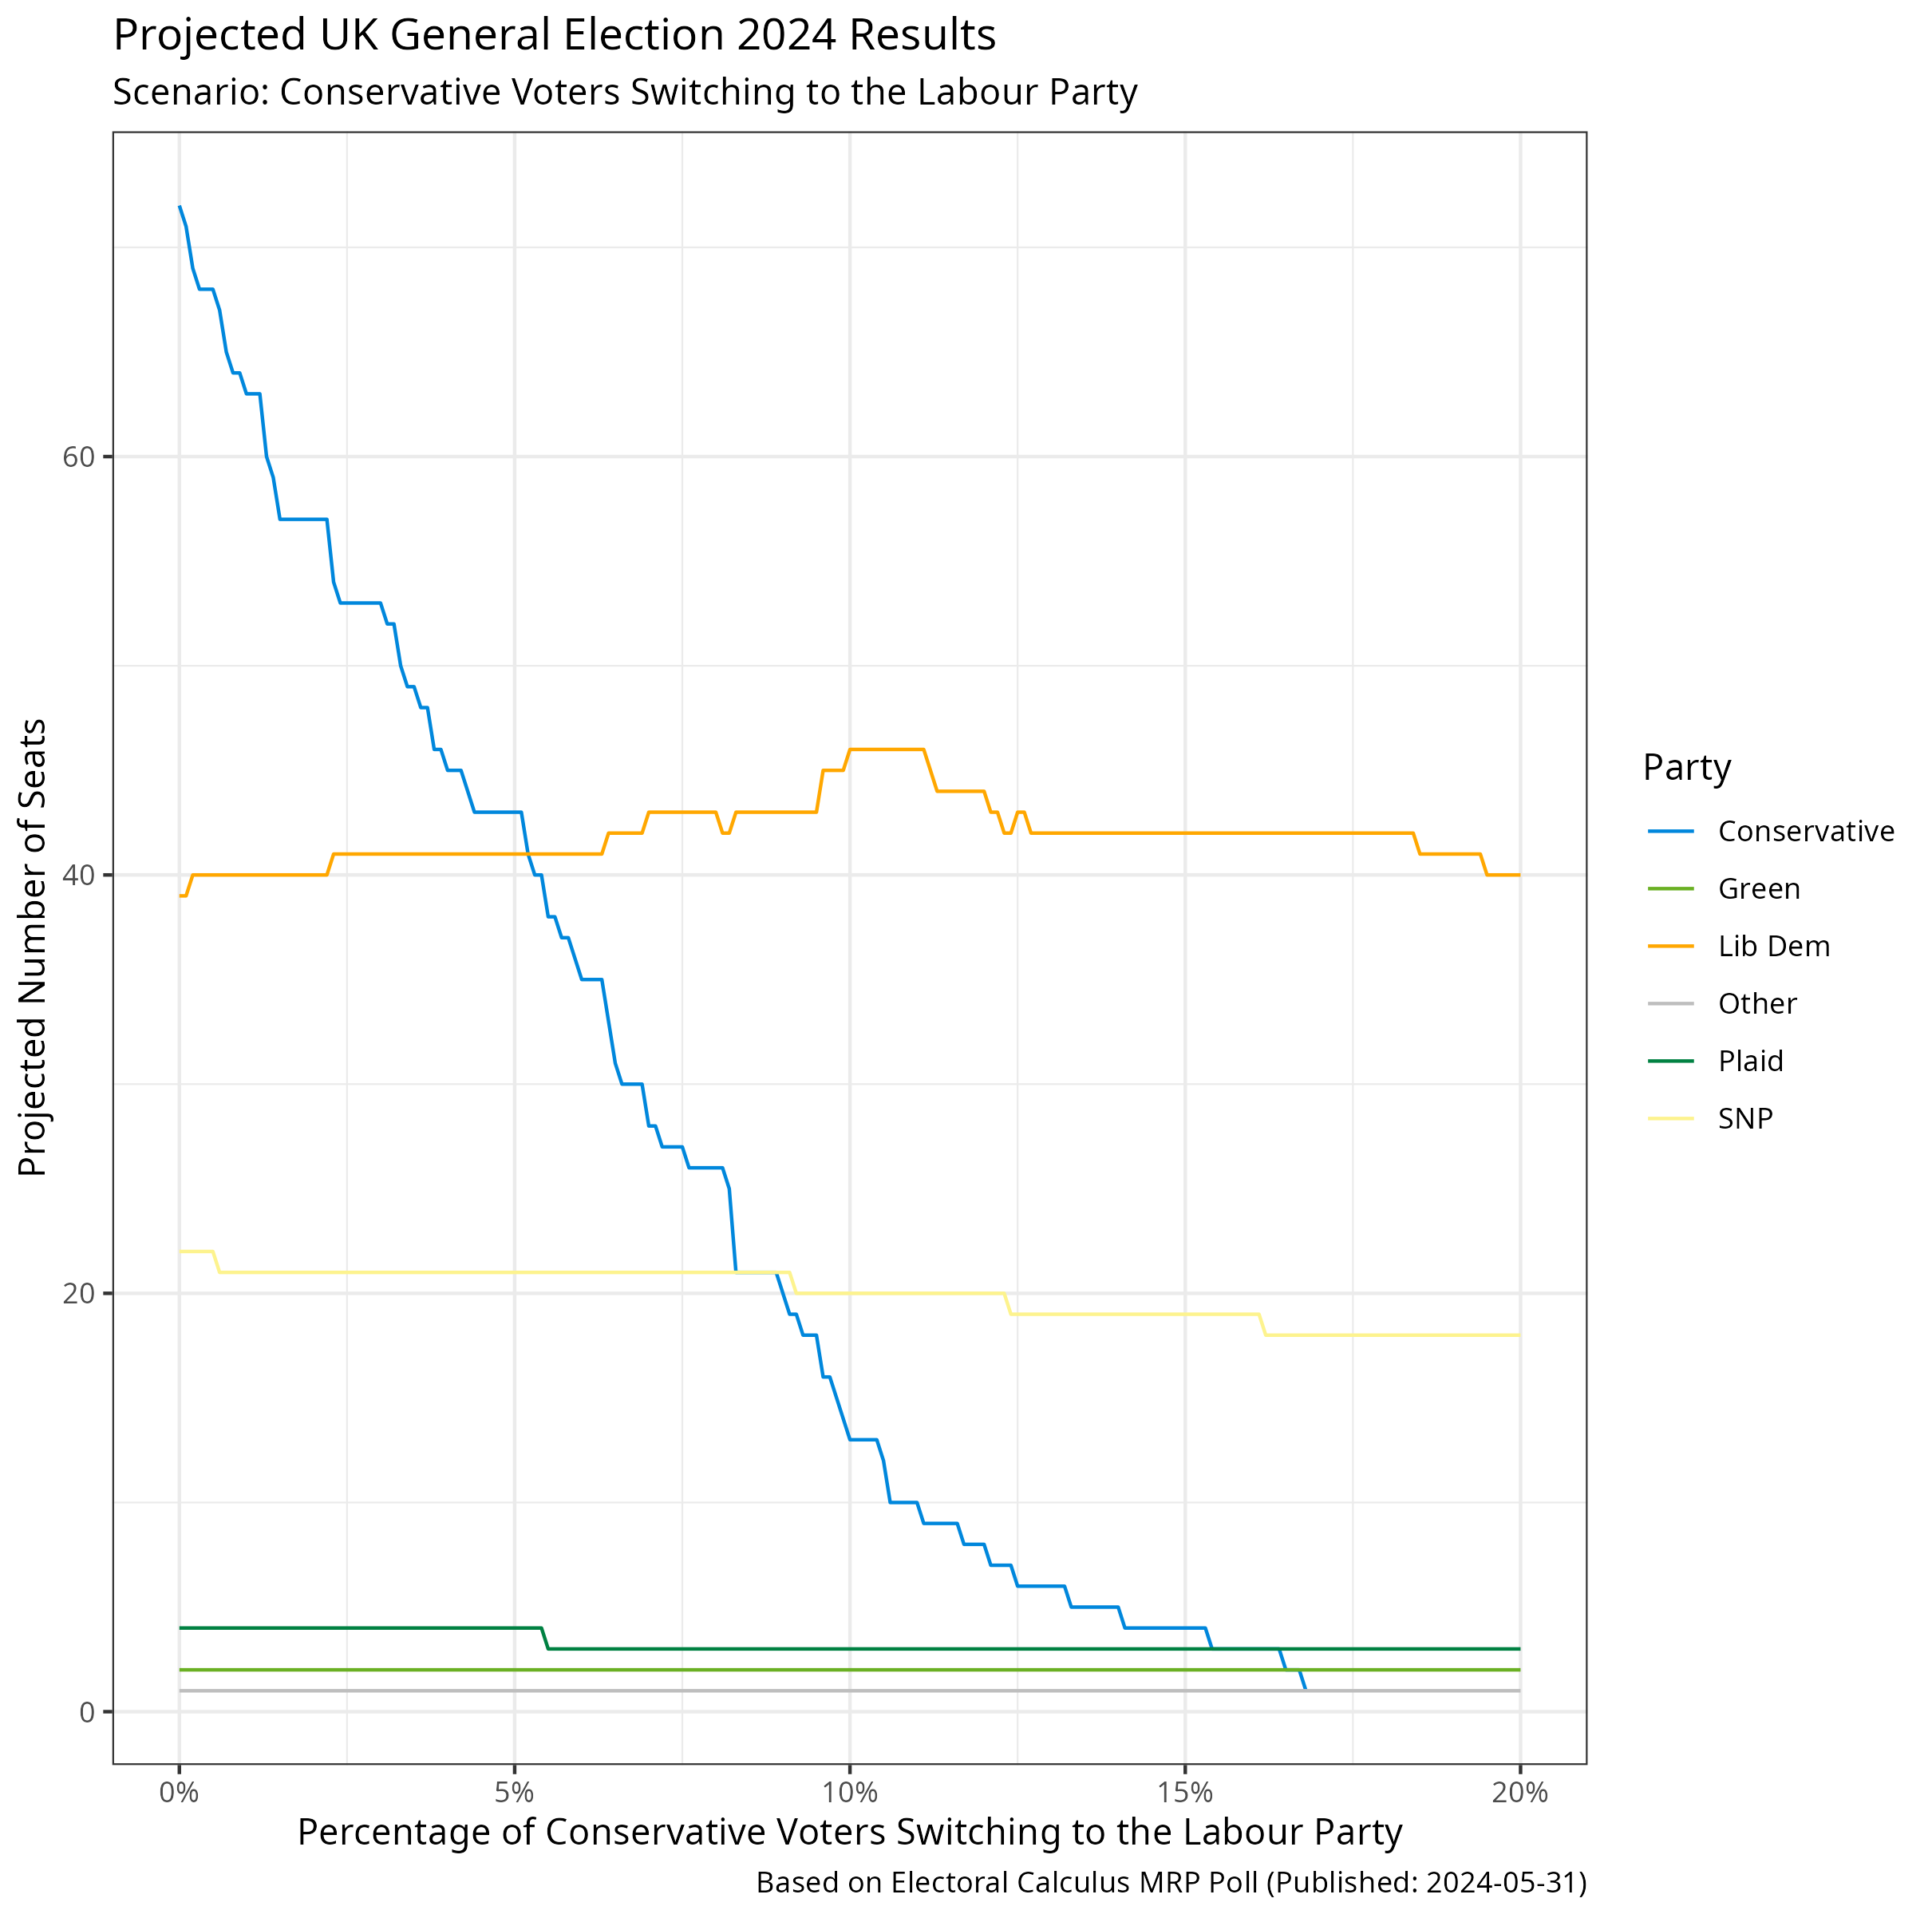 Projected UK General Election 2024 Results
Scenario: Conservative Voters Switching to the Labour Party
Projected Number of Seats
60
40
20
0
0%
5%
10%
15%
20%
Percentage of Conservative Voters Switching to the Labour Party
Based on Electoral Calculus MRP Poll (Published: 2024-05-31)
Party
Conservative
Green
Lib Dem
Other
Plaid
SNP